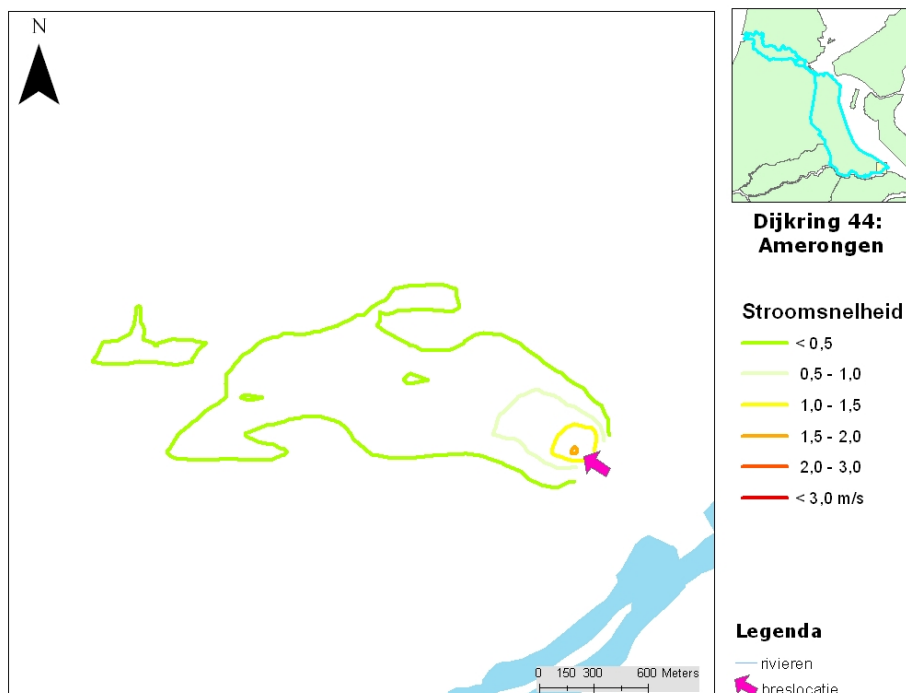 N
Dijkring 44:
Amerongen
Stroomsnelheid
< 0,5
0,5 - 1,0
1,0 - 1,5
1,5 - 2,0
2,0 - 3,0
< 3,0 m/s
Legenda
rivieren
breslocatie
0 150 300 600 Meters